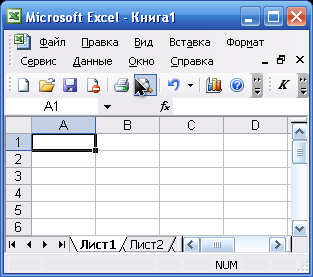 Microsoft Excel - Книга1
Файл Правка Вид Вставка Формат
Сервис Данные Окно Справка
Ж
A1 fx
A B C D
1
2
3
4
5
6
Лист1 Лист2
NUM